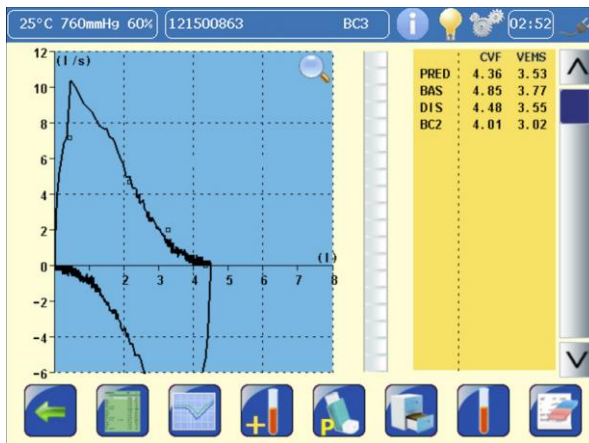 25°C 760mmHg 60% 121500863 BC3 02:52
(l/s)
12
10
8
6
4
2
0
-2
-4
-6
(l)
2 3 4 5 6 7 8
CVF VEMS
PRED 4.36 3.53
BAS 4.85 3.77
DIS 4.48 3.55
BC2 4.01 3.02
P